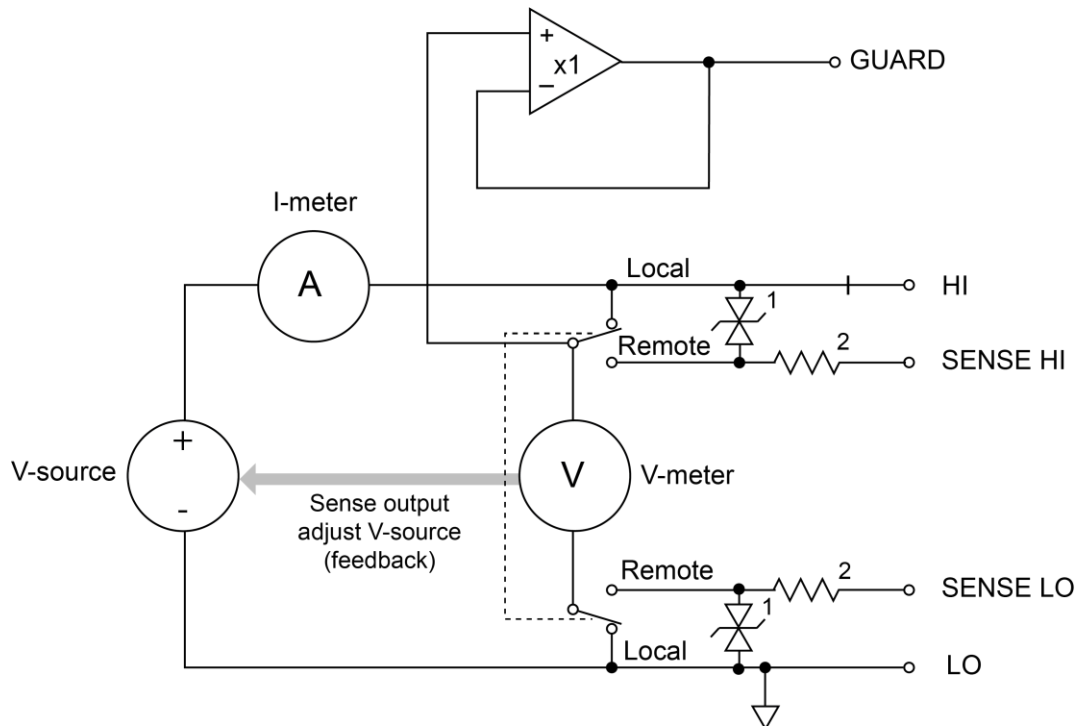 +
x1
−
GUARD
I-meter
A
Local
1
HI
Remote
2
SENSE HI
V-source
+
-
V
V-meter
Sense output
adjust V-source
(feedback)
Remote
2
SENSE LO
1
Local
LO